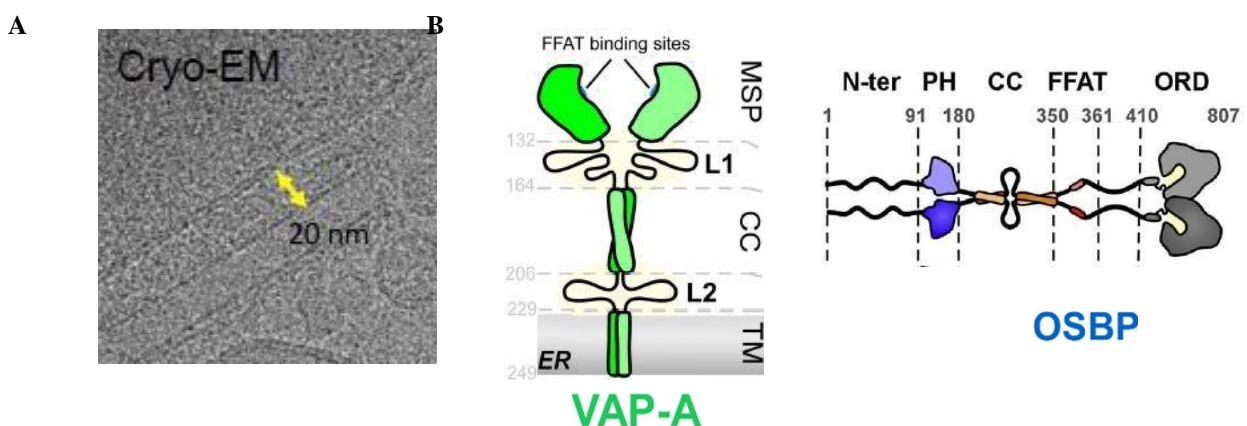 A
B
Cryo-EM
20 nm
FFAT binding sites
MSP
132
L1
164
CC
206
L2
229
TM
ER
249
VAP-A
N-ter PH CC FFAT ORD
1 91 180 350 361 410 807
OSBP